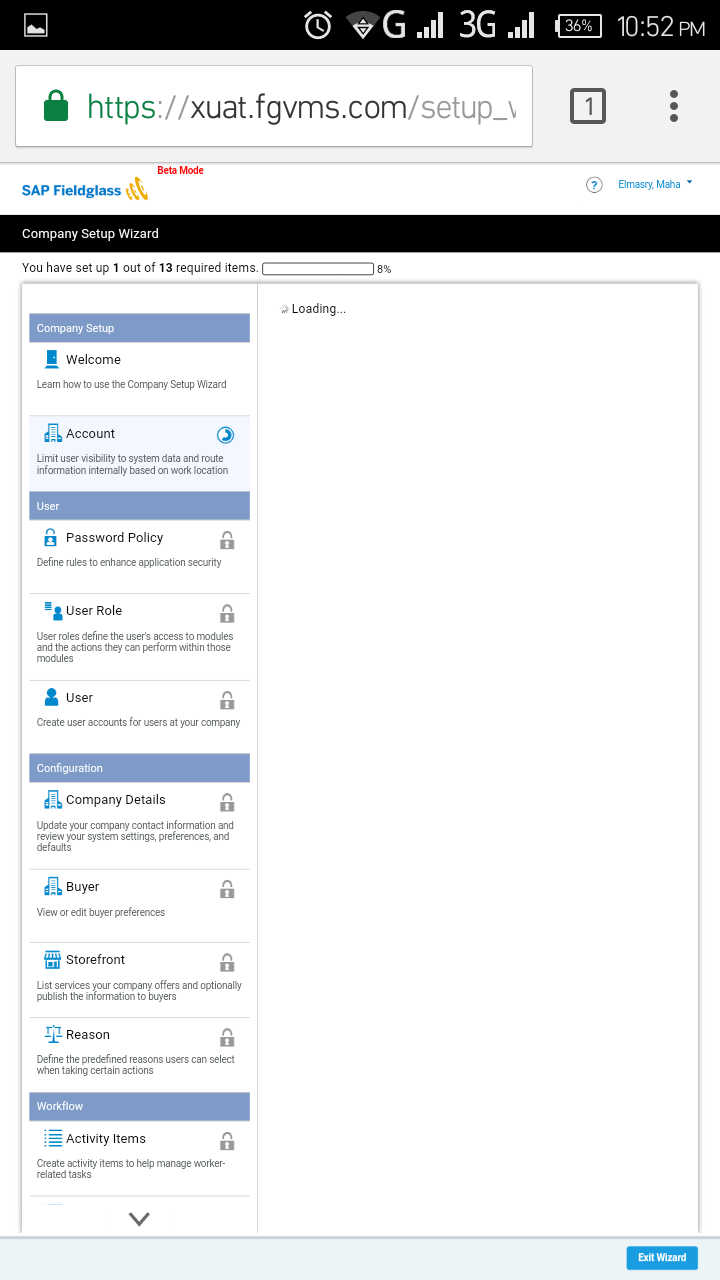 G 3G 36% 10:52 PM
https://xuat.fgvms.com/setup_v
1
Beta Mode
SAP Fieldglass
? Elmasry, Maha
Company Setup Wizard
You have set up 1 out of 13 required items. 8%
Loading...
Company Setup
Welcome
Learn how to use the Company Setup Wizard
Account
Limit user visibility to system data and route
information internally based on work location
User
Password Policy
Define rules to enhance application security
User Role
User roles define the user's access to modules
and the actions they can perform within those
modules
User
Create user accounts for users at your company
Configuration
Company Details
Update your company contact information and
review your system settings, preferences, and
defaults
Buyer
View or edit buyer preferences
Storefront
List services your company offers and optionally
publish the information to buyers
Reason
Define the predefined reasons users can select
when taking certain actions
Workflow
Activity Items
Create activity items to help manage worker-
related tasks
Exit Wizard